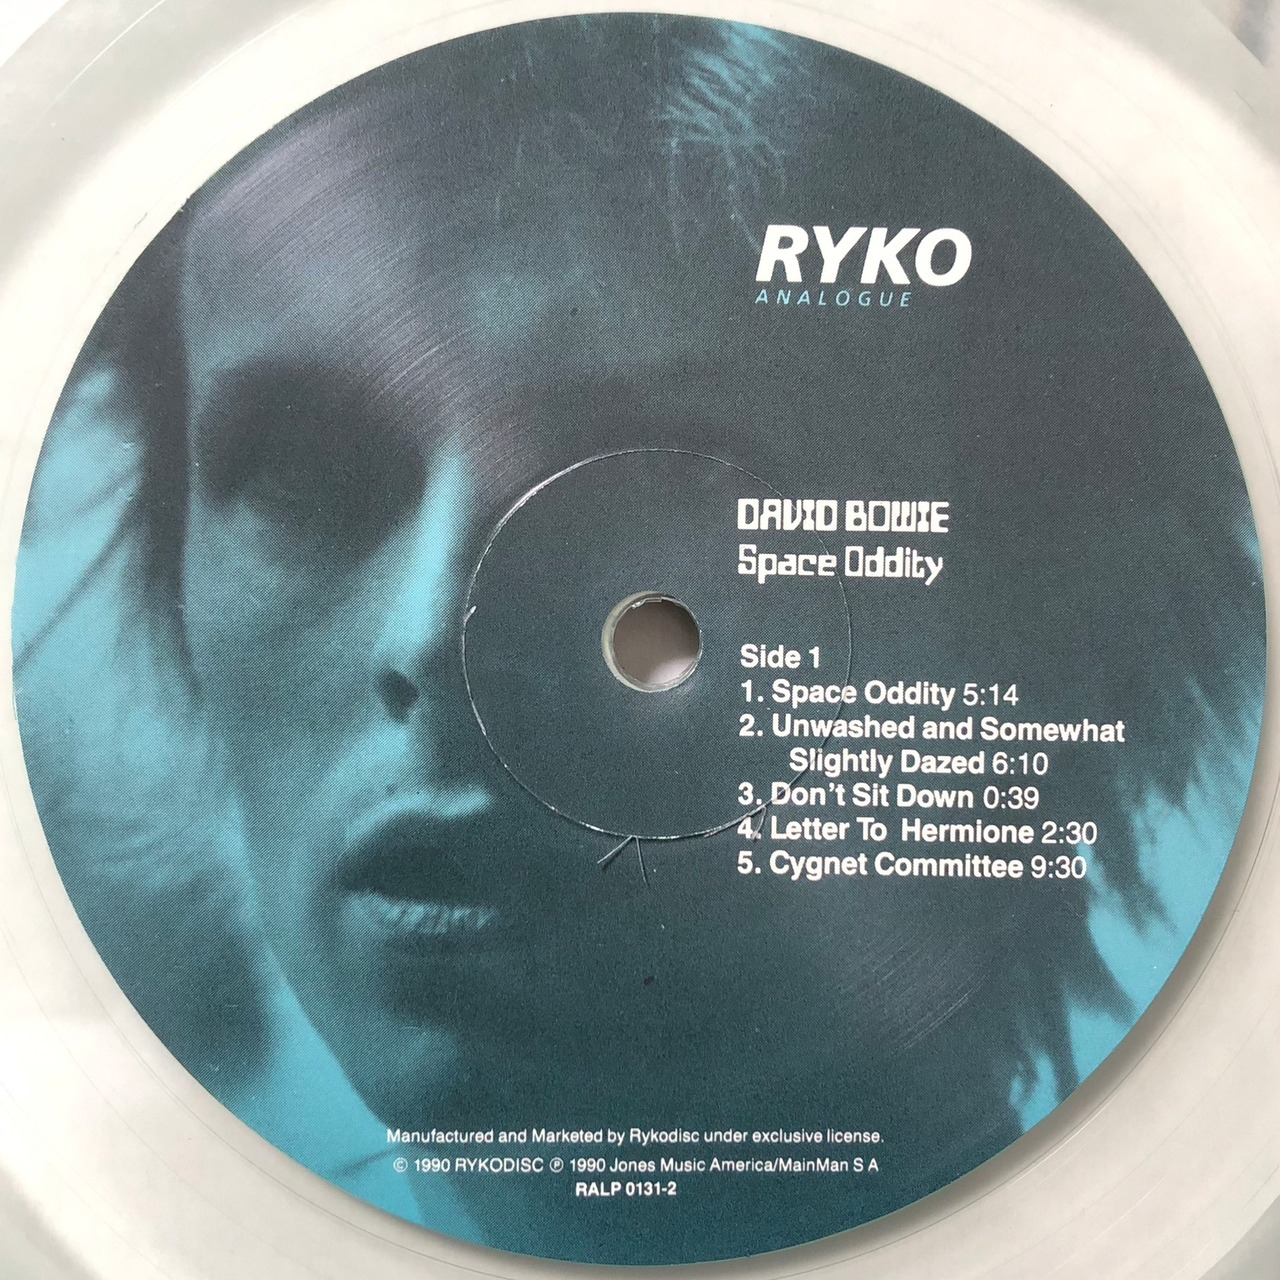 RYKO
ANALOGUE
DAVID BOWIE
Space Oddity
Side 1
1. Space Oddity 5:14
2. Unwashed and Somewhat
Slightly Dazed 6:10
3. Don't Sit Down 0:39
4. Letter To Hermione 2:30
5. Cygnet Committee 9:30
Manufactured and Marketed by Rykodisc under exclusive license.
© 1990 RYKODISC ℗ 1990 Jones Music America/MainMan S A
RALP 0131-2